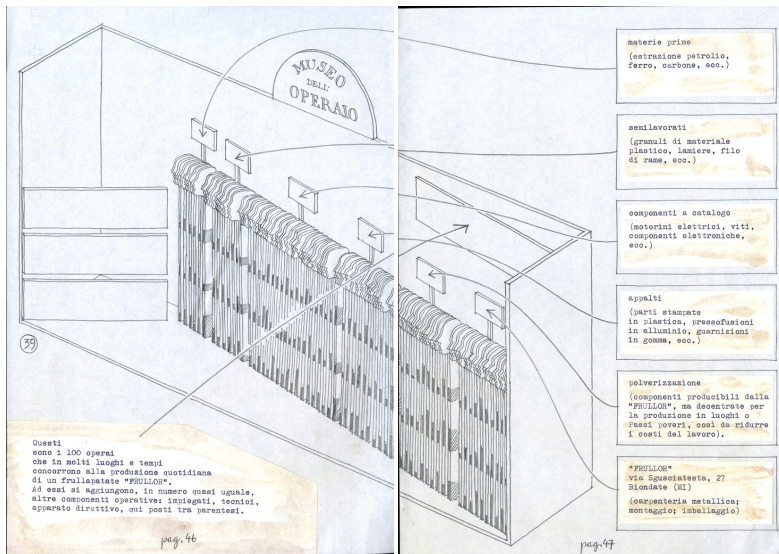 MUSEO
DELL'
OPERAIO
39
Questi
sono i 100 operai
che in molti luoghi e tempi
concorrono alla produzione quotidiana
di un frullapatate "FRULLOR".
Ad essi si aggiungono, in numero quasi uguale,
altre componenti operative: impiegati, tecnici,
apparato direttivo, qui posti tra parentesi.
pag. 46
materie prime
(estrazione petrolio,
ferro, carbone, ecc.)
semilavorati
(granuli di materiale
plastico, lamiere, filo
di rame, ecc.)
componenti a catalogo
(motorini elettrici, viti,
componenti elettroniche,
ecc.)
appalti
(parti stampate
in plastica, pressofusioni
in alluminio, guarnizioni
in gomma, ecc.)
polverizzazione
(componenti producibili dalla
"FRULLOR", ma decentrate per
la produzione in luoghi o
Paesi poveri, così da ridurre
i costi del lavoro).
"FRULLOR"
via Sgusciatesta, 27
Biondate (MI)
(carpenteria metallica;
montaggio; imballaggio)
pag. 47